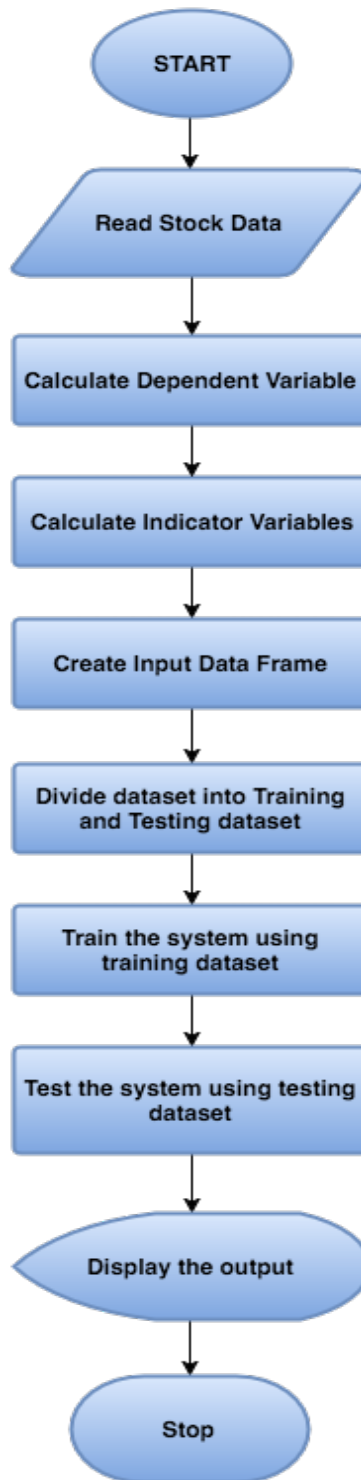 START
Read Stock Data
Calculate Dependent Variable
Calculate Indicator Variables
Create Input Data Frame
Divide dataset into Training
and Testing dataset
Train the system using
training dataset
Test the system using testing
dataset
Display the output
Stop